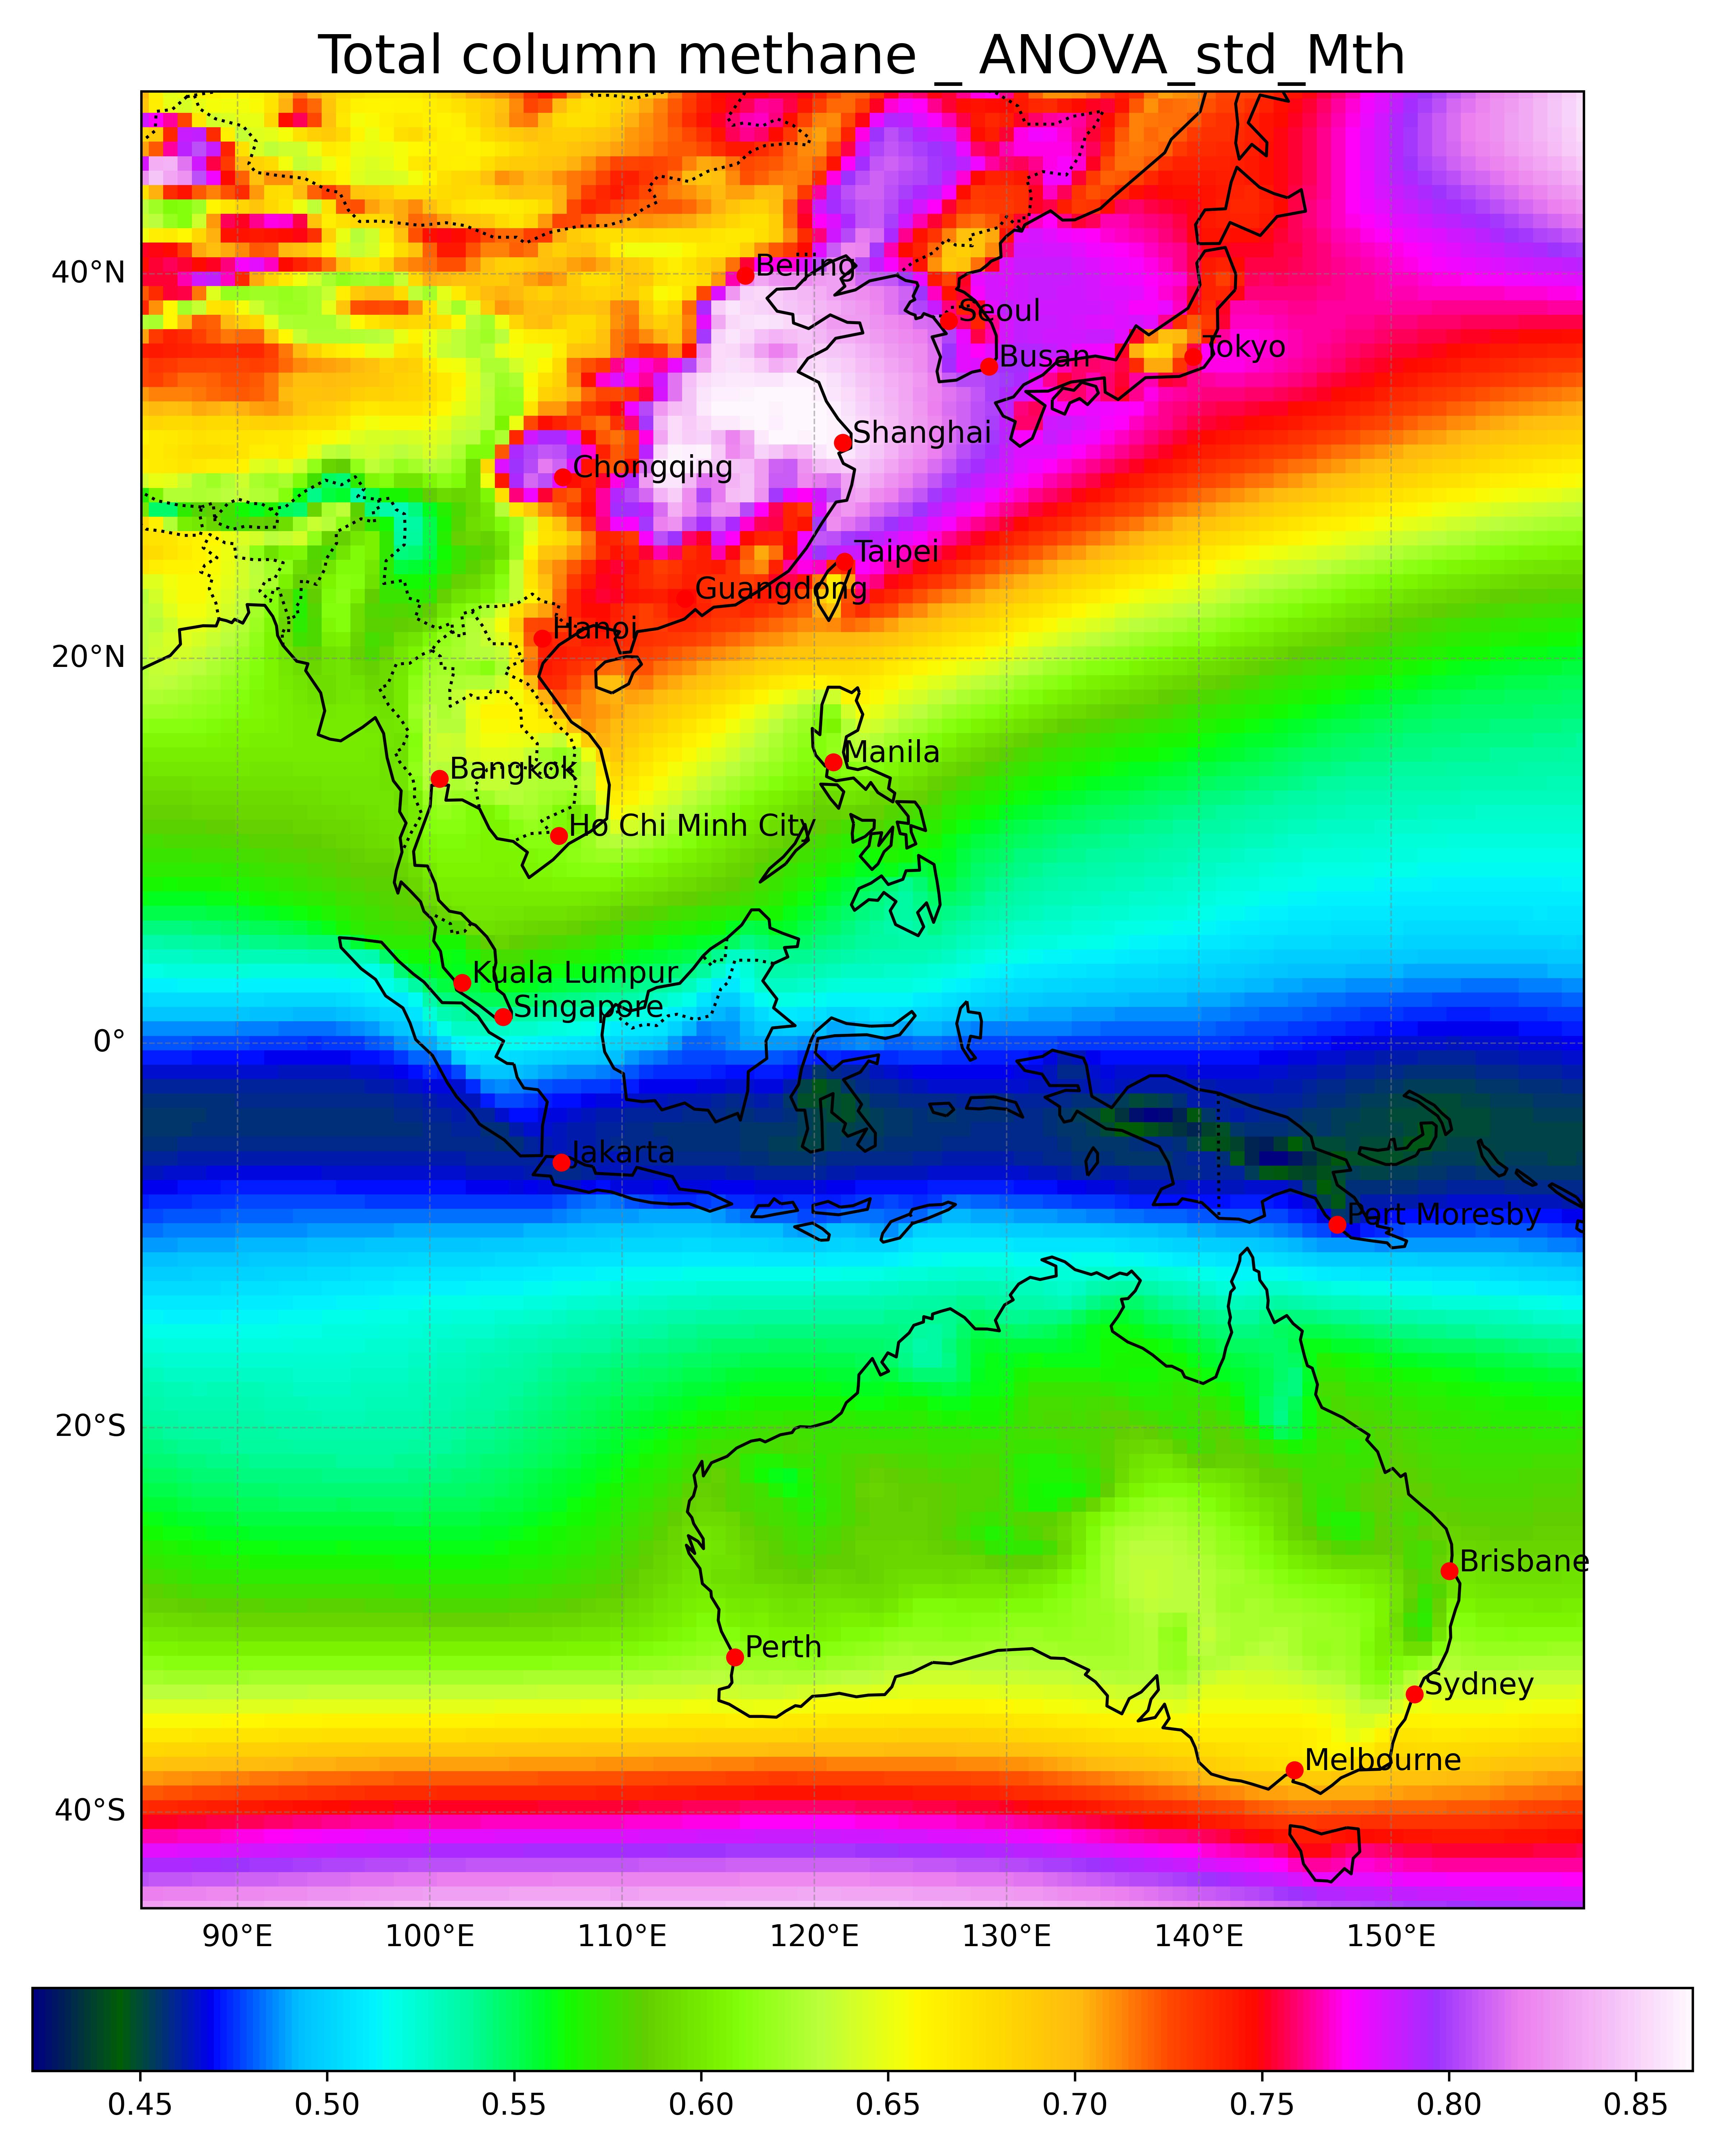 Total column methane _ ANOVA_std_Mth
40°N
20°N
0°
20°S
40°S
Beijing
Seoul
Tokyo
Busan
Shanghai
Chongqing
Taipei
Guangdong
Hanoi
Manila
Bangkok
Ho Chi Minh City
Kuala Lumpur
Singapore
Jakarta
Port Moresby
Brisbane
Perth
Sydney
Melbourne
90°E 100°E 110°E 120°E 130°E 140°E 150°E
0.45 0.50 0.55 0.60 0.65 0.70 0.75 0.80 0.85